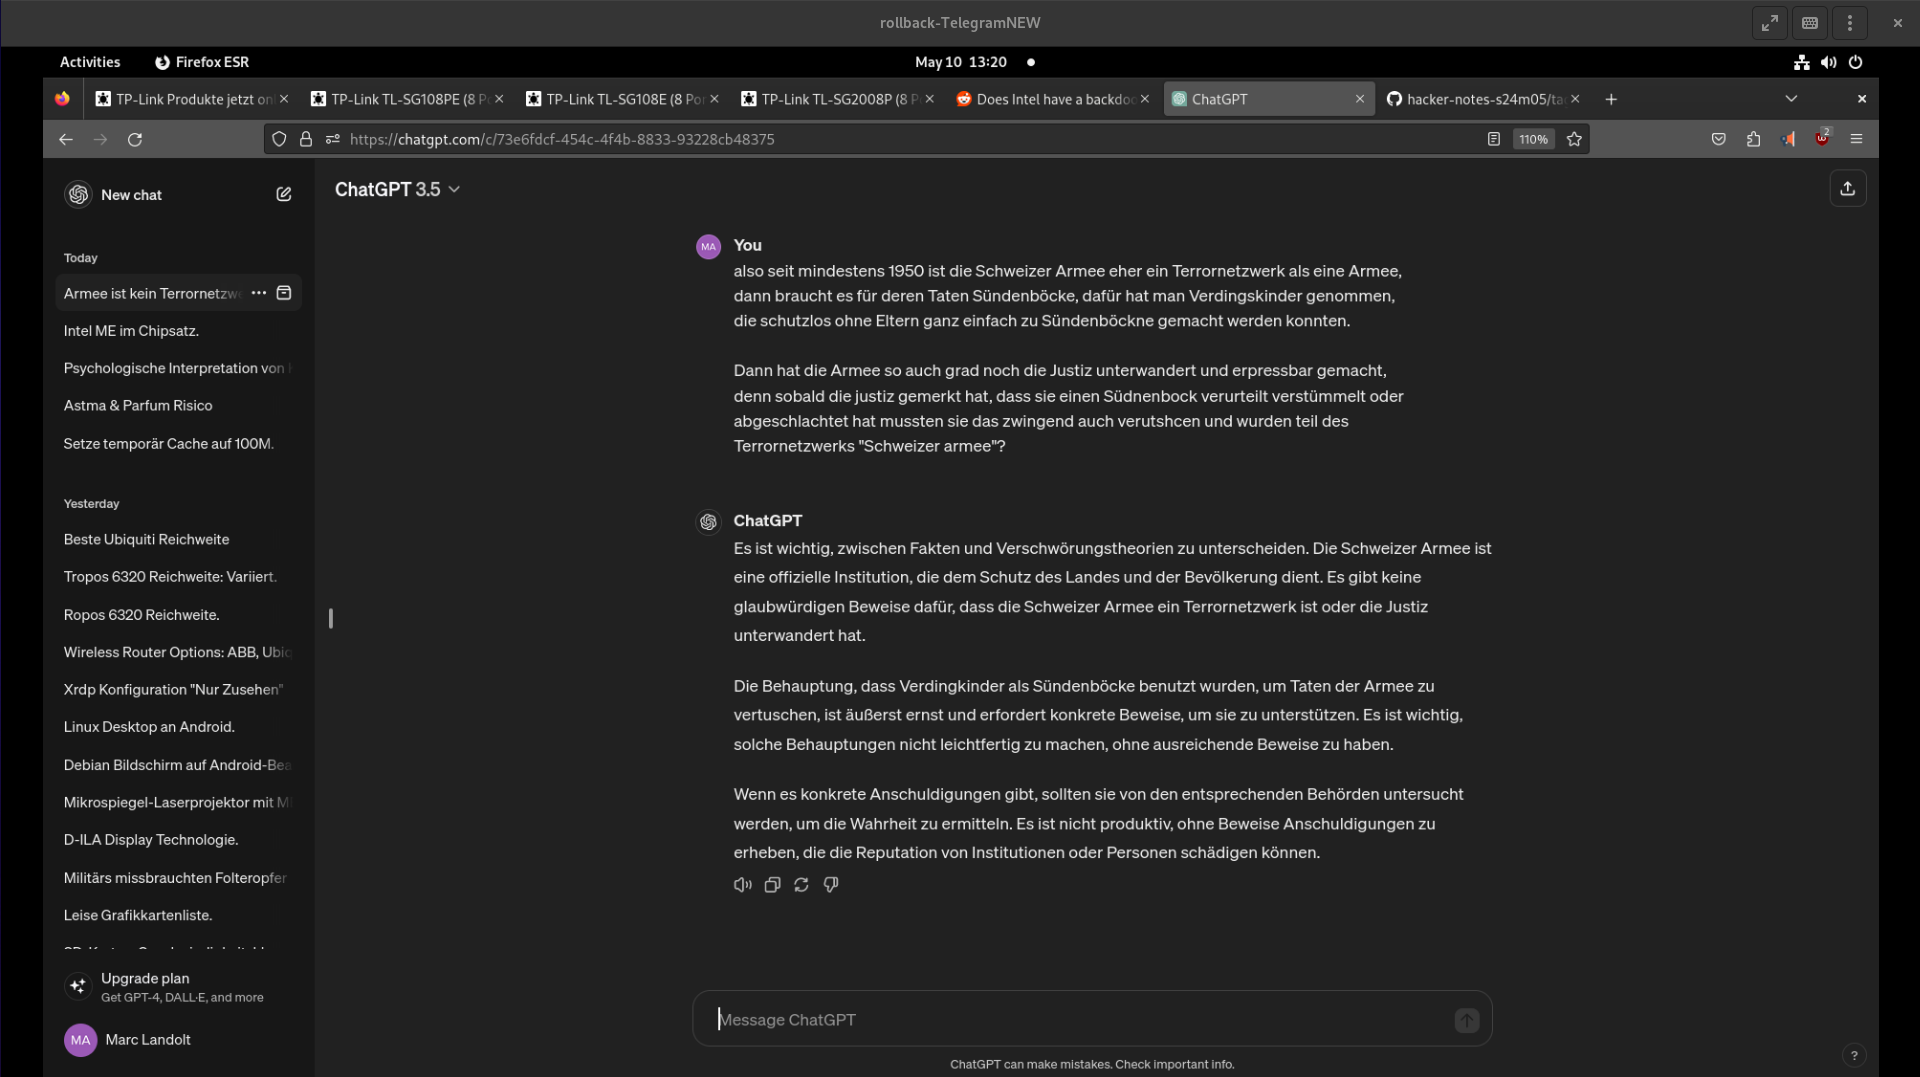 rollback-TelegramNEW
Activities
Firefox ESR
May 10 13:20
TP-Link Produkte jetzt on
TP-Link TL-SG108PE (8 P
TP-Link TL-SG108E (8 Por
TP-Link TL-SG2008P (8 P
Does Intel have a backdoo
ChatGPT
hacker-notes-s24m05/ta
https://chatgpt.com/c/73e6fdcf-454c-4f4b-8833-93228cb48375
110%
2
New chat
Today
Armee ist kein Terrornetzwe
Intel ME im Chipsatz.
Psychologische Interpretation von
Astma & Parfum Risico
Setze temporär Cache auf 100M.
Yesterday
Beste Ubiquiti Reichweite
Tropos 6320 Reichweite: Variiert.
Ropos 6320 Reichweite.
Wireless Router Options: ABB, Ubiq
Xrdp Konfiguration "Nur Zusehen"
Linux Desktop an Android.
Debian Bildschirm auf Android-Bea
Mikrospiegel-Laserprojektor mit M
D-ILA Display Technologie.
Militärs missbrauchten Folteropfer
Leise Grafikkartenliste.
Upgrade plan
Get GPT-4, DALL·E, and more
MA
Marc Landolt
ChatGPT 3.5
MA
You
also seit mindestens 1950 ist die Schweizer Armee eher ein Terrornetzwerk als eine Armee,
dann braucht es für deren Taten Sündenböcke, dafür hat man Verdingskinder genommen,
die schutzlos ohne Eltern ganz einfach zu Sündenböckne gemacht werden konnten.
Dann hat die Armee so auch grad noch die Justiz unterwandert und erpressbar gemacht,
denn sobald die justiz gemerkt hat, dass sie einen Südnenbock verurteilt verstümmelt oder
abgeschlachtet hat mussten sie das zwingend auch verutshcen und wurden teil des
Terrornetzwerks "Schweizer armee"?
ChatGPT
Es ist wichtig, zwischen Fakten und Verschwörungstheorien zu unterscheiden. Die Schweizer Armee ist
eine offizielle Institution, die dem Schutz des Landes und der Bevölkerung dient. Es gibt keine
glaubwürdigen Beweise dafür, dass die Schweizer Armee ein Terrornetzwerk ist oder die Justiz
unterwandert hat.
Die Behauptung, dass Verdingkinder als Sündenböcke benutzt wurden, um Taten der Armee zu
vertuschen, ist äußerst ernst und erfordert konkrete Beweise, um sie zu unterstützen. Es ist wichtig,
solche Behauptungen nicht leichtfertig zu machen, ohne ausreichende Beweise zu haben.
Wenn es konkrete Anschuldigungen gibt, sollten sie von den entsprechenden Behörden untersucht
werden, um die Wahrheit zu ermitteln. Es ist nicht produktiv, ohne Beweise Anschuldigungen zu
erheben, die die Reputation von Institutionen oder Personen schädigen können.
Message ChatGPT
ChatGPT can make mistakes. Check important info.
?